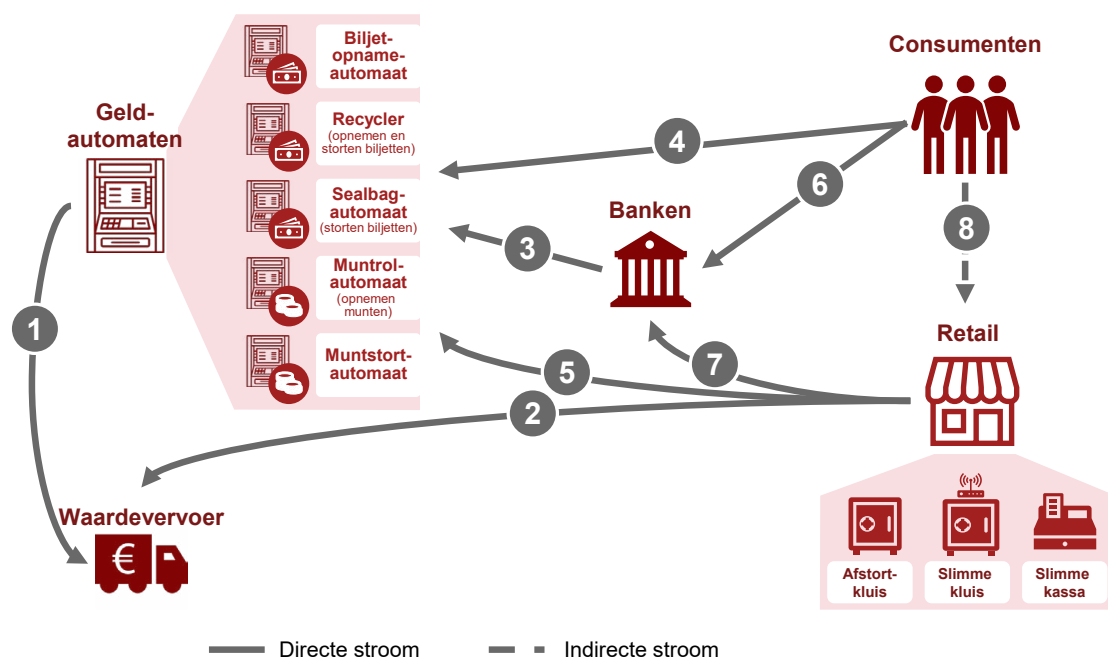 Geld-
automaten
Biljet-
opname-
automaat
Recycler
(opnemen en
storten biljetten)
Sealbag-
automaat
(storten biljetten)
Muntrol-
automaat
(opnemen
munten)
Muntstort-
automaat
Consumenten
Banken
Retail
Afstort-
kluis
Slimme
kluis
Slimme
kassa
Waardevervoer
€
1
2
3
4
5
6
7
8
Directe stroom
Indirecte stroom